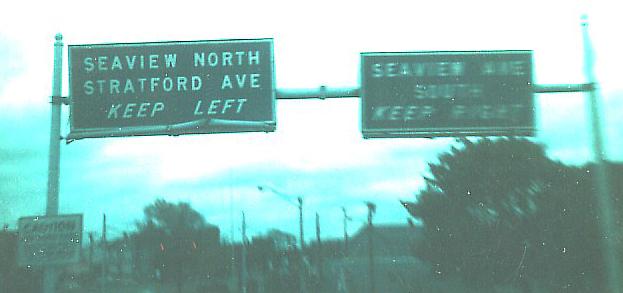 SEAVIEW NORTH
STRATFORD AVE
KEEP LEFT
SEAVIEW AVE
SOUTH
KEEP RIGHT
CAUTION